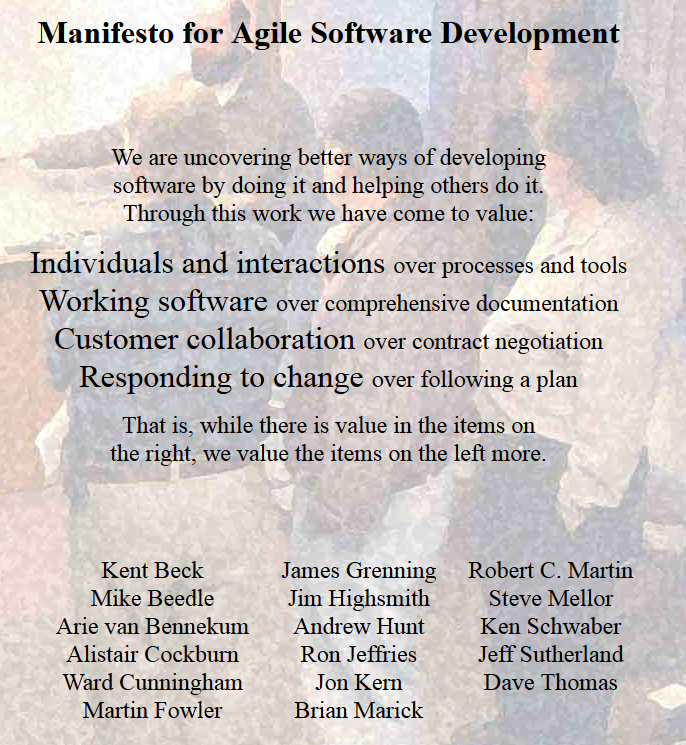 Manifesto for Agile Software Development
We are uncovering better ways of developing
software by doing it and helping others do it.
Through this work we have come to value:
Individuals and interactions over processes and tools
Working software over comprehensive documentation
Customer collaboration over contract negotiation
Responding to change over following a plan
That is, while there is value in the items on
the right, we value the items on the left more.
Kent Beck
Mike Beedle
Arie van Bennekum
Alistair Cockburn
Ward Cunningham
Martin Fowler
James Grenning
Jim Highsmith
Andrew Hunt
Ron Jeffries
Jon Kern
Brian Marick
Robert C. Martin
Steve Mellor
Ken Schwaber
Jeff Sutherland
Dave Thomas